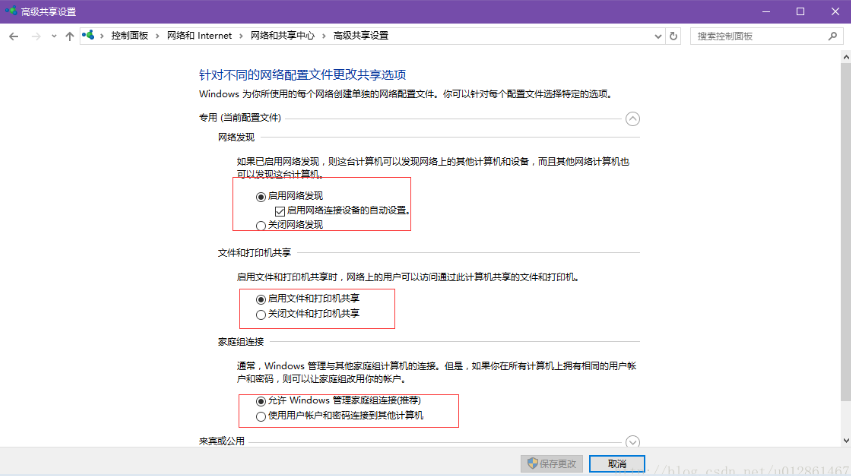 高级共享设置
控制面板 › 网络和 Internet › 网络和共享中心 › 高级共享设置
搜索控制面板
针对不同的网络配置文件更改共享选项
Windows 为你所使用的每个网络创建单独的网络配置文件。你可以针对每个配置文件选择特定的选项。
专用 (当前配置文件)
网络发现
如果已启用网络发现，则这台计算机可以发现网络上的其他计算机和设备，而且其他网络计算机也
可以发现这台计算机。
启用网络发现
启用网络连接设备的自动设置。
关闭网络发现
文件和打印机共享
启用文件和打印机共享时，网络上的用户可以访问通过此计算机共享的文件和打印机。
启用文件和打印机共享
关闭文件和打印机共享
家庭组连接
通常，Windows 管理与其他家庭组计算机的连接。但是，如果你在所有计算机上拥有相同的用户帐
户和密码，则可以让家庭组改用你的帐户。
允许 Windows 管理家庭组连接(推荐)
使用用户帐户和密码连接到其他计算机
来宾或公用
保存更改
取消
blog.csdn.net/u012861467